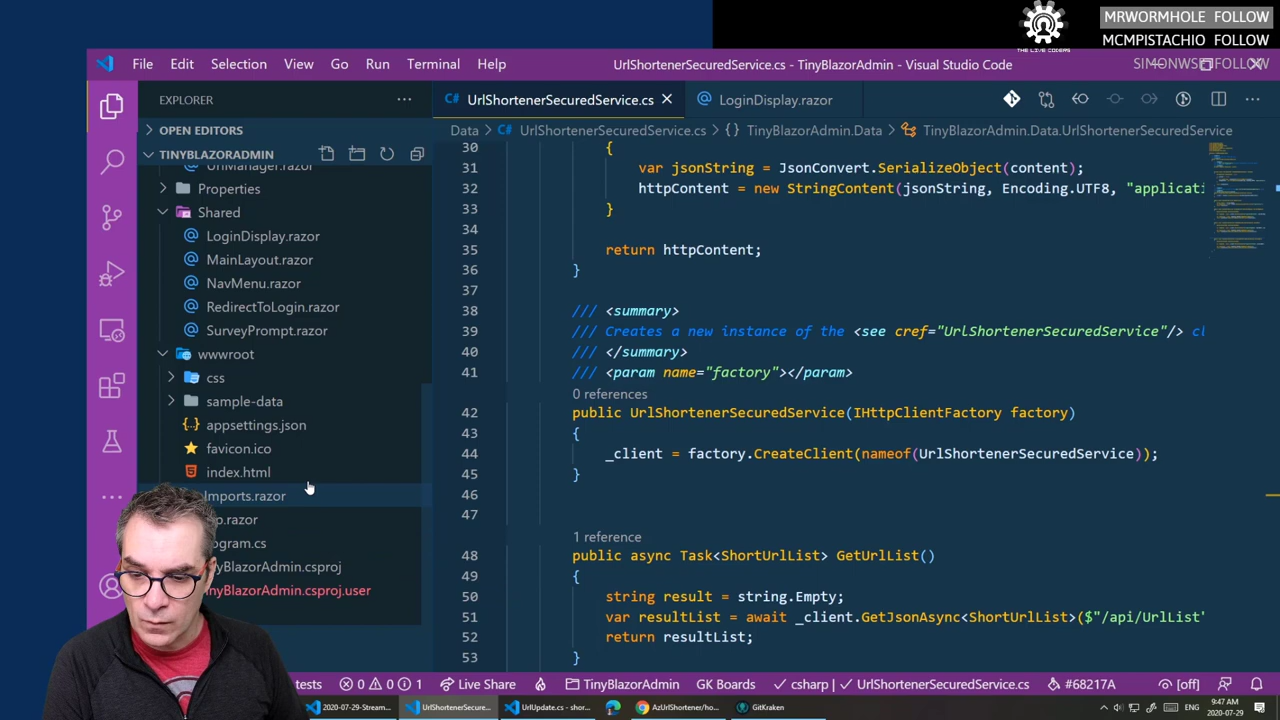 MRWORMHOLE FOLLOW
MCMPISTACHIO FOLLOW
SIMONWSEFOLLOW
THE LIVE CODERS
File Edit Selection View Go Run Terminal Help
UrlShortenerSecuredService.cs - TinyBlazorAdmin - Visual Studio Code
EXPLORER
OPEN EDITORS
TINYBLAZORADMIN
UrlManager.razor
Properties
Shared
LoginDisplay.razor
MainLayout.razor
NavMenu.razor
RedirectToLogin.razor
SurveyPrompt.razor
wwwroot
css
sample-data
appsettings.json
favicon.ico
index.html
Imports.razor
p.razor
ogram.cs
yBlazorAdmin.csproj
inyBlazorAdmin.csproj.user
UrlShortenerSecuredService.cs
LoginDisplay.razor
Data > UrlShortenerSecuredService.cs > {} TinyBlazorAdmin.Data > TinyBlazorAdmin.Data.UrlShortenerSecuredService
30 {
31 var jsonString = JsonConvert.SerializeObject(content);
32 httpContent = new StringContent(jsonString, Encoding.UTF8, "applicati
33 }
34
35 return httpContent;
36 }
37
38 /// <summary>
39 /// Creates a new instance of the <see cref="UrlShortenerSecuredService"/> cl
40 /// </summary>
41 /// <param name="factory"></param>
0 references
42 public UrlShortenerSecuredService(IHttpClientFactory factory)
43 {
44 _client = factory.CreateClient(nameof(UrlShortenerSecuredService));
45 }
46
47
1 reference
48 public async Task<ShortUrlList> GetUrlList()
49 {
50 string result = string.Empty;
51 var resultList = await _client.GetJsonAsync<ShortUrlList>($"/api/UrlList"
52 return resultList;
53 }
tests 0 0 1 Live Share TinyBlazorAdmin GK Boards csharp | UrlShortenerSecuredService.cs #68217A [off]
2020-07-29-Stream... UrlShortenerSecure... UrlUpdate.cs - shor... AzUrlShortener/ho... GitKraken
ENG 9:47 AM
2020-07-29